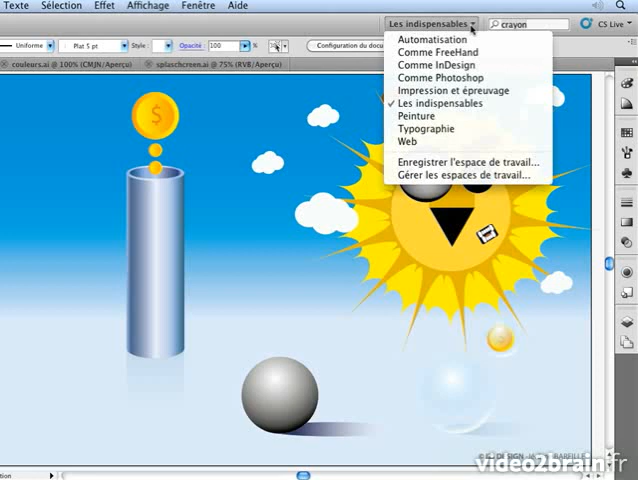 Texte Sélection Effet Affichage Fenêtre Aide
Les indispensables crayon CS Live
Uniforme Plat 5 pt Opacité : 100 % Configuration du docu
couleurs.ai @ 100% (CMJN/Aperçu) splaschcreen.ai @ 75% (RVB/Aperçu)
Automatisation
Comme FreeHand
Comme InDesign
Comme Photoshop
Impression et épreuvage
✓ Les indispensables
Peinture
Typographie
Web
Enregistrer l'espace de travail...
Gérer les espaces de travail...
$
$
DESIGN
video2brain.fr
tion